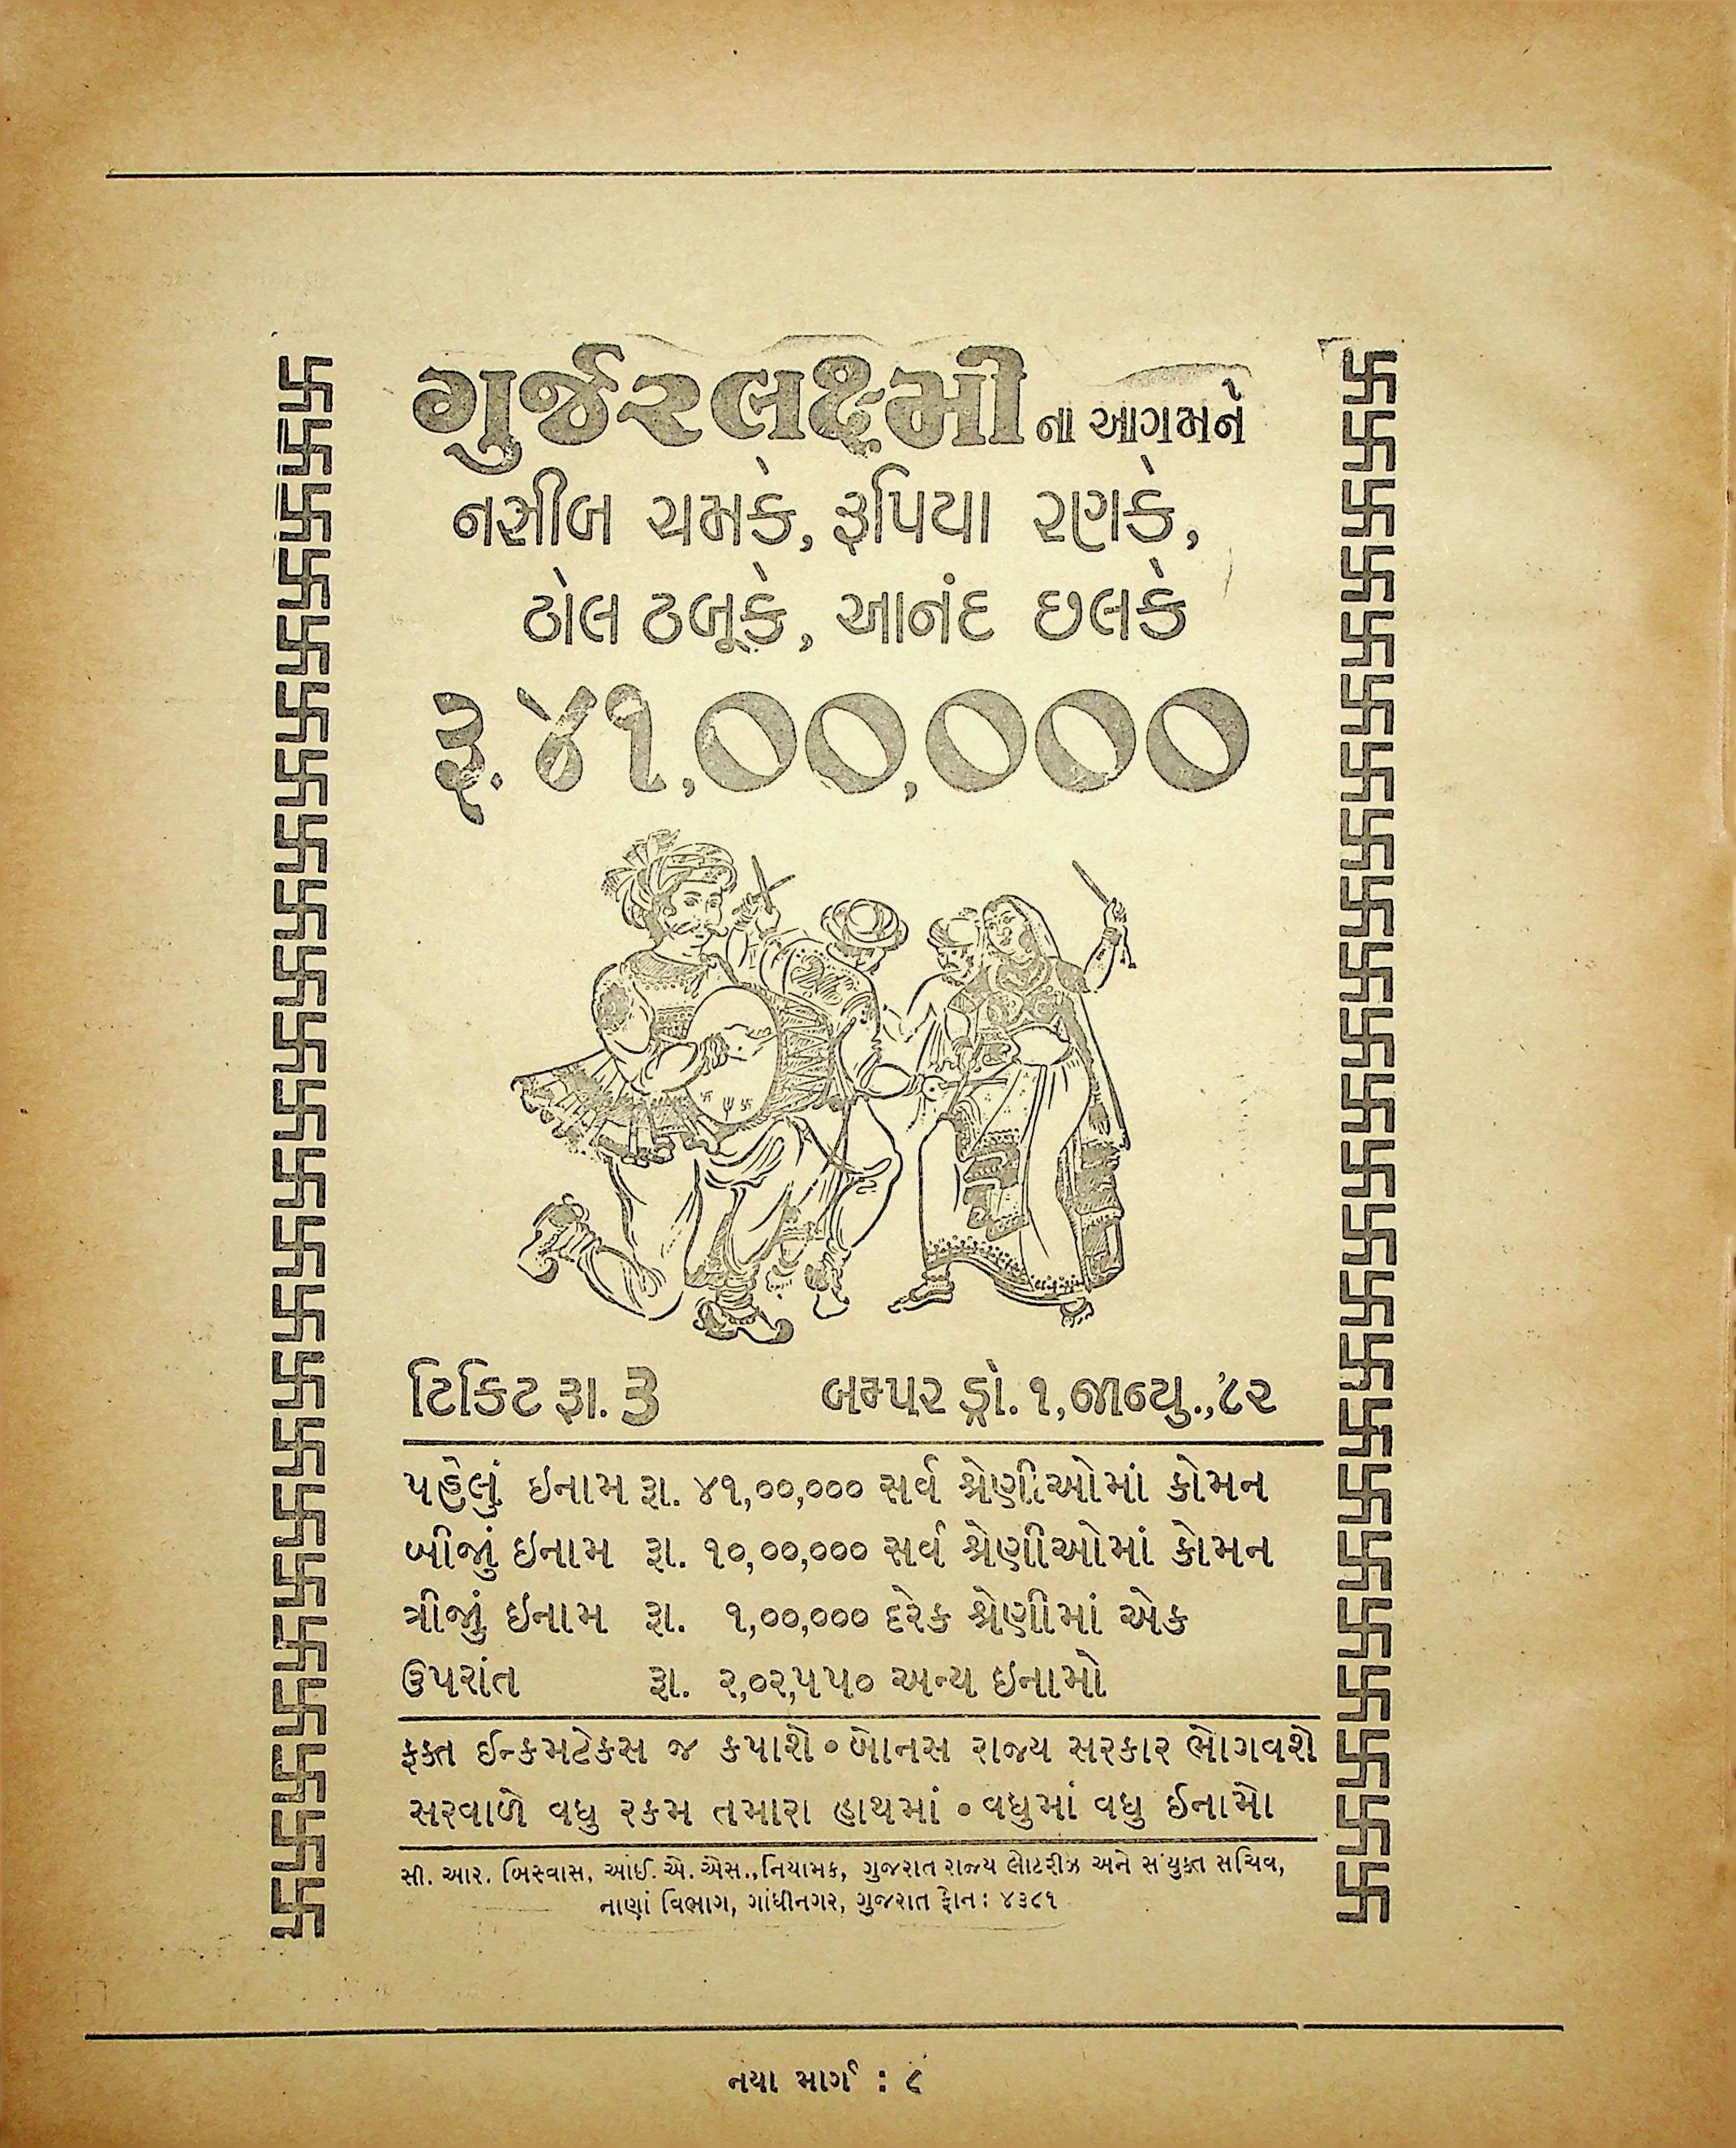 ગુર્જરલક્ષ્મી ના આગમને
નસીબ ચમકે, રૂપિયા રણકે,
ઢોલ ઢબૂકે, આનંદ છલકે
રૂ. ૪૧,૦૦,૦૦૦
ટિકિટ રૂા. ૩ બમ્પર ડ્રો. ૧, જાન્યુ.,'૮૨
પહેલું ઇનામ રૂા. ૪૧,૦૦,૦૦૦ સર્વ શ્રેણીઓમાં કોમન
બીજું ઇનામ રૂા. ૧૦,૦૦,૦૦૦ સર્વ શ્રેણીઓમાં કોમન
ત્રીજું ઇનામ રૂા. ૧,૦૦,૦૦૦ દરેક શ્રેણીમાં એક
ઉપરાંત રૂા. ૨,૦૨,૫૫૦ અન્ય ઇનામો
ફક્ત ઈન્કમટેકસ જ કપાશે • બોનસ રાજ્ય સરકાર ભોગવશે
સરવાળે વધુ રકમ તમારા હાથમાં • વધુમાં વધુ ઈનામો
સી. આર. બિસ્વાસ, આઈ. એ. એસ., નિયામક, ગુજરાત રાજ્ય લોટરીઝ અને સંયુક્ત સચિવ,
નાણાં વિભાગ, ગાંધીનગર, ગુજરાત ફોન: ૪૩૮૧
નયા માર્ગ : ૯